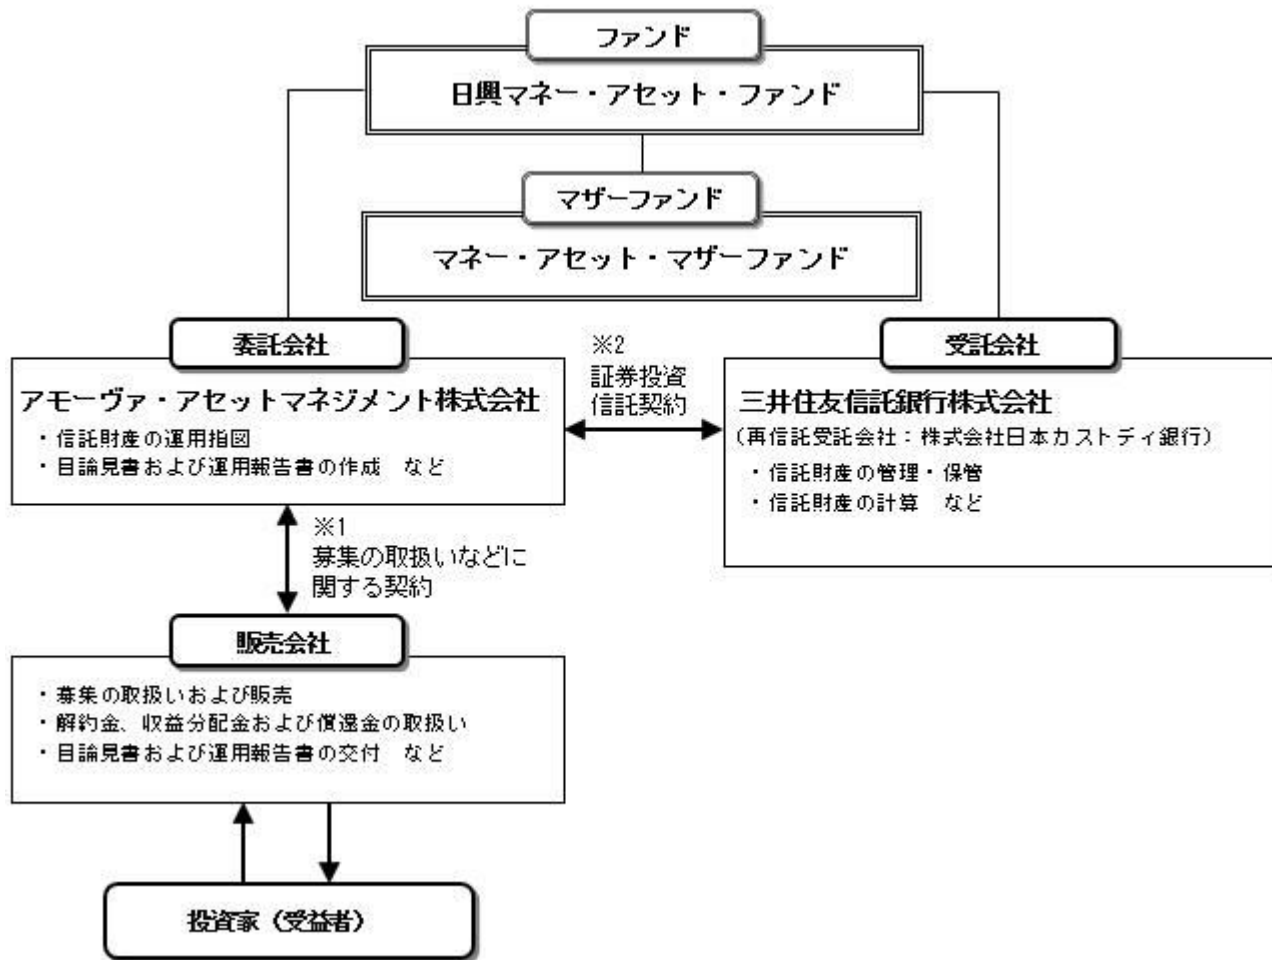 ファンド
日興マネー・アセット・ファンド
マザーファンド
マネー・アセット・マザーファンド
委託会社
アモーヴァ・アセットマネジメント株式会社
・信託財産の運用指図
・目論見書および運用報告書の作成　など
※2
証券投資
信託契約
受託会社
三井住友信託銀行株式会社
(再信託受託会社：株式会社日本カストディ銀行)
・信託財産の管理・保管
・信託財産の計算　など
※1
募集の取扱いなどに
関する契約
販売会社
・募集の取扱いおよび販売
・解約金、収益分配金および償還金の取扱い
・目論見書および運用報告書の交付　など
投資家（受益者）